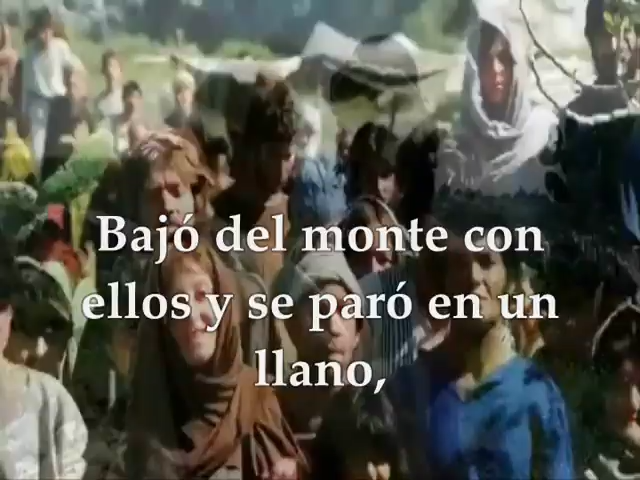 Bajó del monte con
ellos y se paró en un
llano,